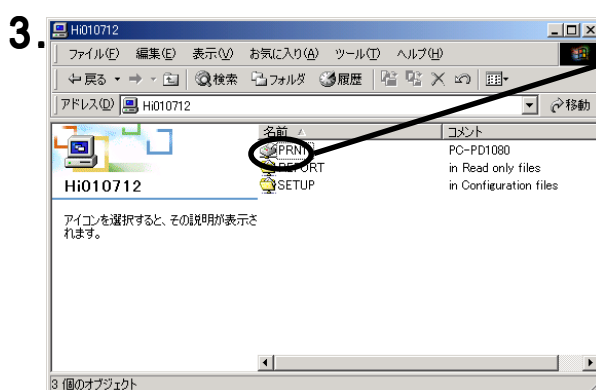 3.
Hi010712
ファイル(F) 編集(E) 表示(V) お気に入り(A) ツール(T) ヘルプ(H)
戻る 検索 フォルダ 履歴
アドレス(D) Hi010712 移動
名前 コメント
PRNT PC-PD1080
REPORT in Read only files
SETUP in Configuration files
Hi010712
アイコンを選択すると、その説明が表示さ
れます。
3 個のオブジェクト